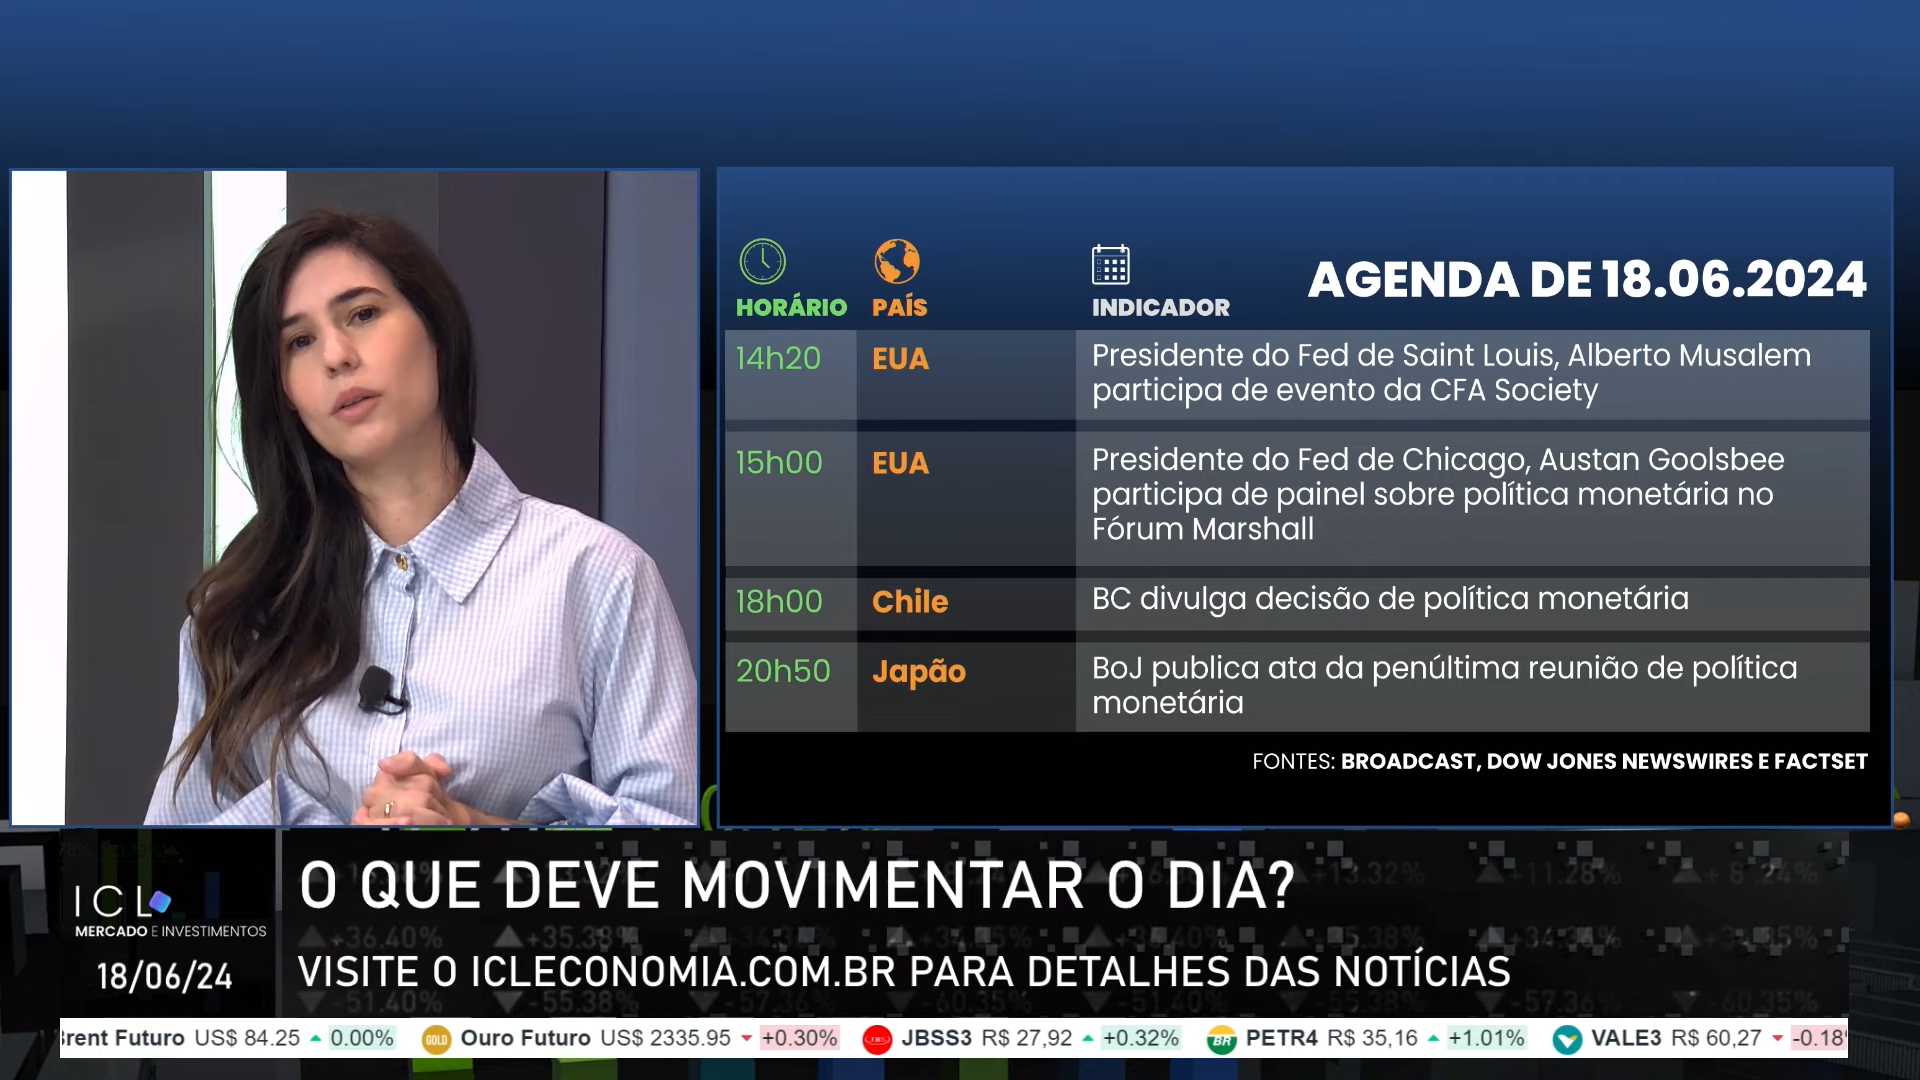 HORÁRIO
PAÍS
INDICADOR
AGENDA DE 18.06.2024
14h20
EUA
Presidente do Fed de Saint Louis, Alberto Musalem
participa de evento da CFA Society
15h00
EUA
Presidente do Fed de Chicago, Austan Goolsbee
participa de painel sobre política monetária no
Fórum Marshall
18h00
Chile
BC divulga decisão de política monetária
20h50
Japão
BoJ publica ata da penúltima reunião de política
monetária
FONTES: BROADCAST, DOW JONES NEWSWIRES E FACTSET
ICL
MERCADO E INVESTIMENTOS
18/06/24
O QUE DEVE MOVIMENTAR O DIA?
VISITE O ICLECONOMIA.COM.BR PARA DETALHES DAS NOTÍCIAS
Futuro US$ 84.25 0.00% GOLD Ouro Futuro US$ 2335.95 +0.30% JBS JBSS3 R$ 27,92 +0.32% BR PETR4 R$ 35,16 +1.01% VALE3 R$ 60,27 -0.18